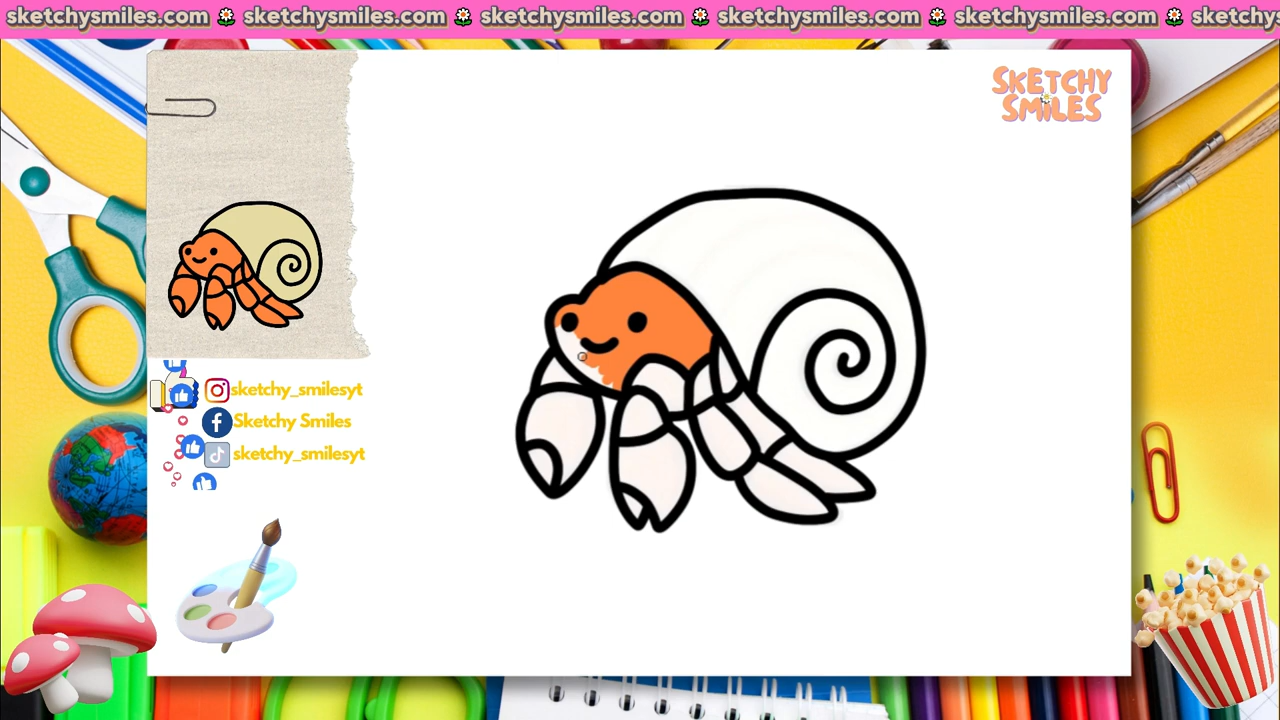 sketchysmiles.com sketchysmiles.com sketchysmiles.com sketchysmiles.com sketchysmiles.com sketchys
SKETCHY
SMILES
sketchy_smilesyt
Sketchy Smiles
sketchy_smilesyt